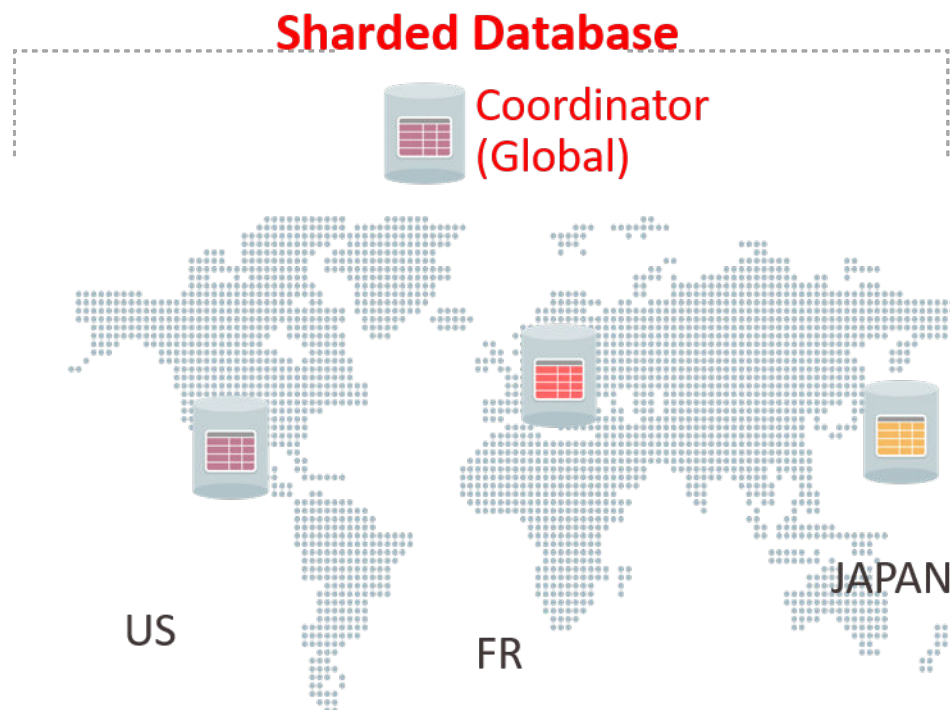 Sharded Database
Coordinator
(Global)
JAPAN
US
FR